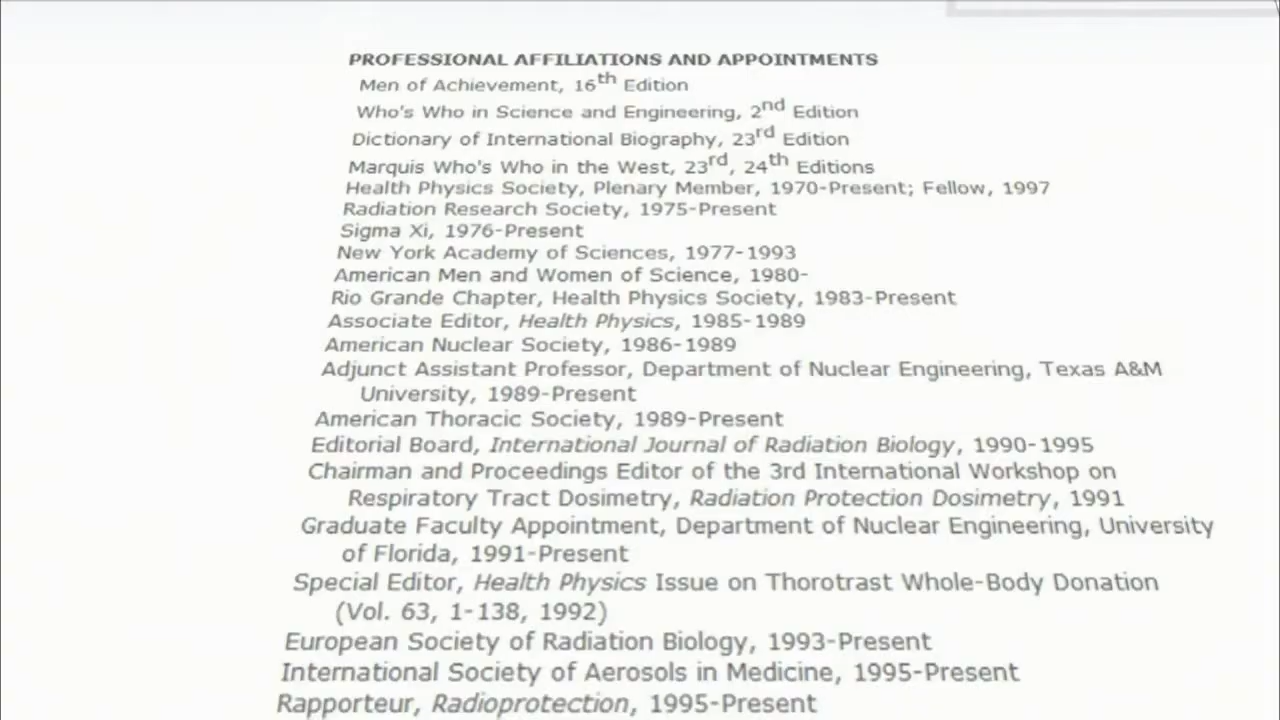 PROFESSIONAL AFFILIATIONS AND APPOINTMENTS
Men of Achievement, 16th Edition
Who's Who in Science and Engineering, 2nd Edition
Dictionary of International Biography, 23rd Edition
Marquis Who's Who in the West, 23rd, 24th Editions
Health Physics Society, Plenary Member, 1970-Present; Fellow, 1997
Radiation Research Society, 1975-Present
Sigma Xi, 1976-Present
New York Academy of Sciences, 1977-1993
American Men and Women of Science, 1980-
Rio Grande Chapter, Health Physics Society, 1983-Present
Associate Editor, Health Physics, 1985-1989
American Nuclear Society, 1986-1989
Adjunct Assistant Professor, Department of Nuclear Engineering, Texas A&M
University, 1989-Present
American Thoracic Society, 1989-Present
Editorial Board, International Journal of Radiation Biology, 1990-1995
Chairman and Proceedings Editor of the 3rd International Workshop on
Respiratory Tract Dosimetry, Radiation Protection Dosimetry, 1991
Graduate Faculty Appointment, Department of Nuclear Engineering, University
of Florida, 1991-Present
Special Editor, Health Physics Issue on Thorotrast Whole-Body Donation
(Vol. 63, 1-138, 1992)
European Society of Radiation Biology, 1993-Present
International Society of Aerosols in Medicine, 1995-Present
Rapporteur, Radioprotection, 1995-Present